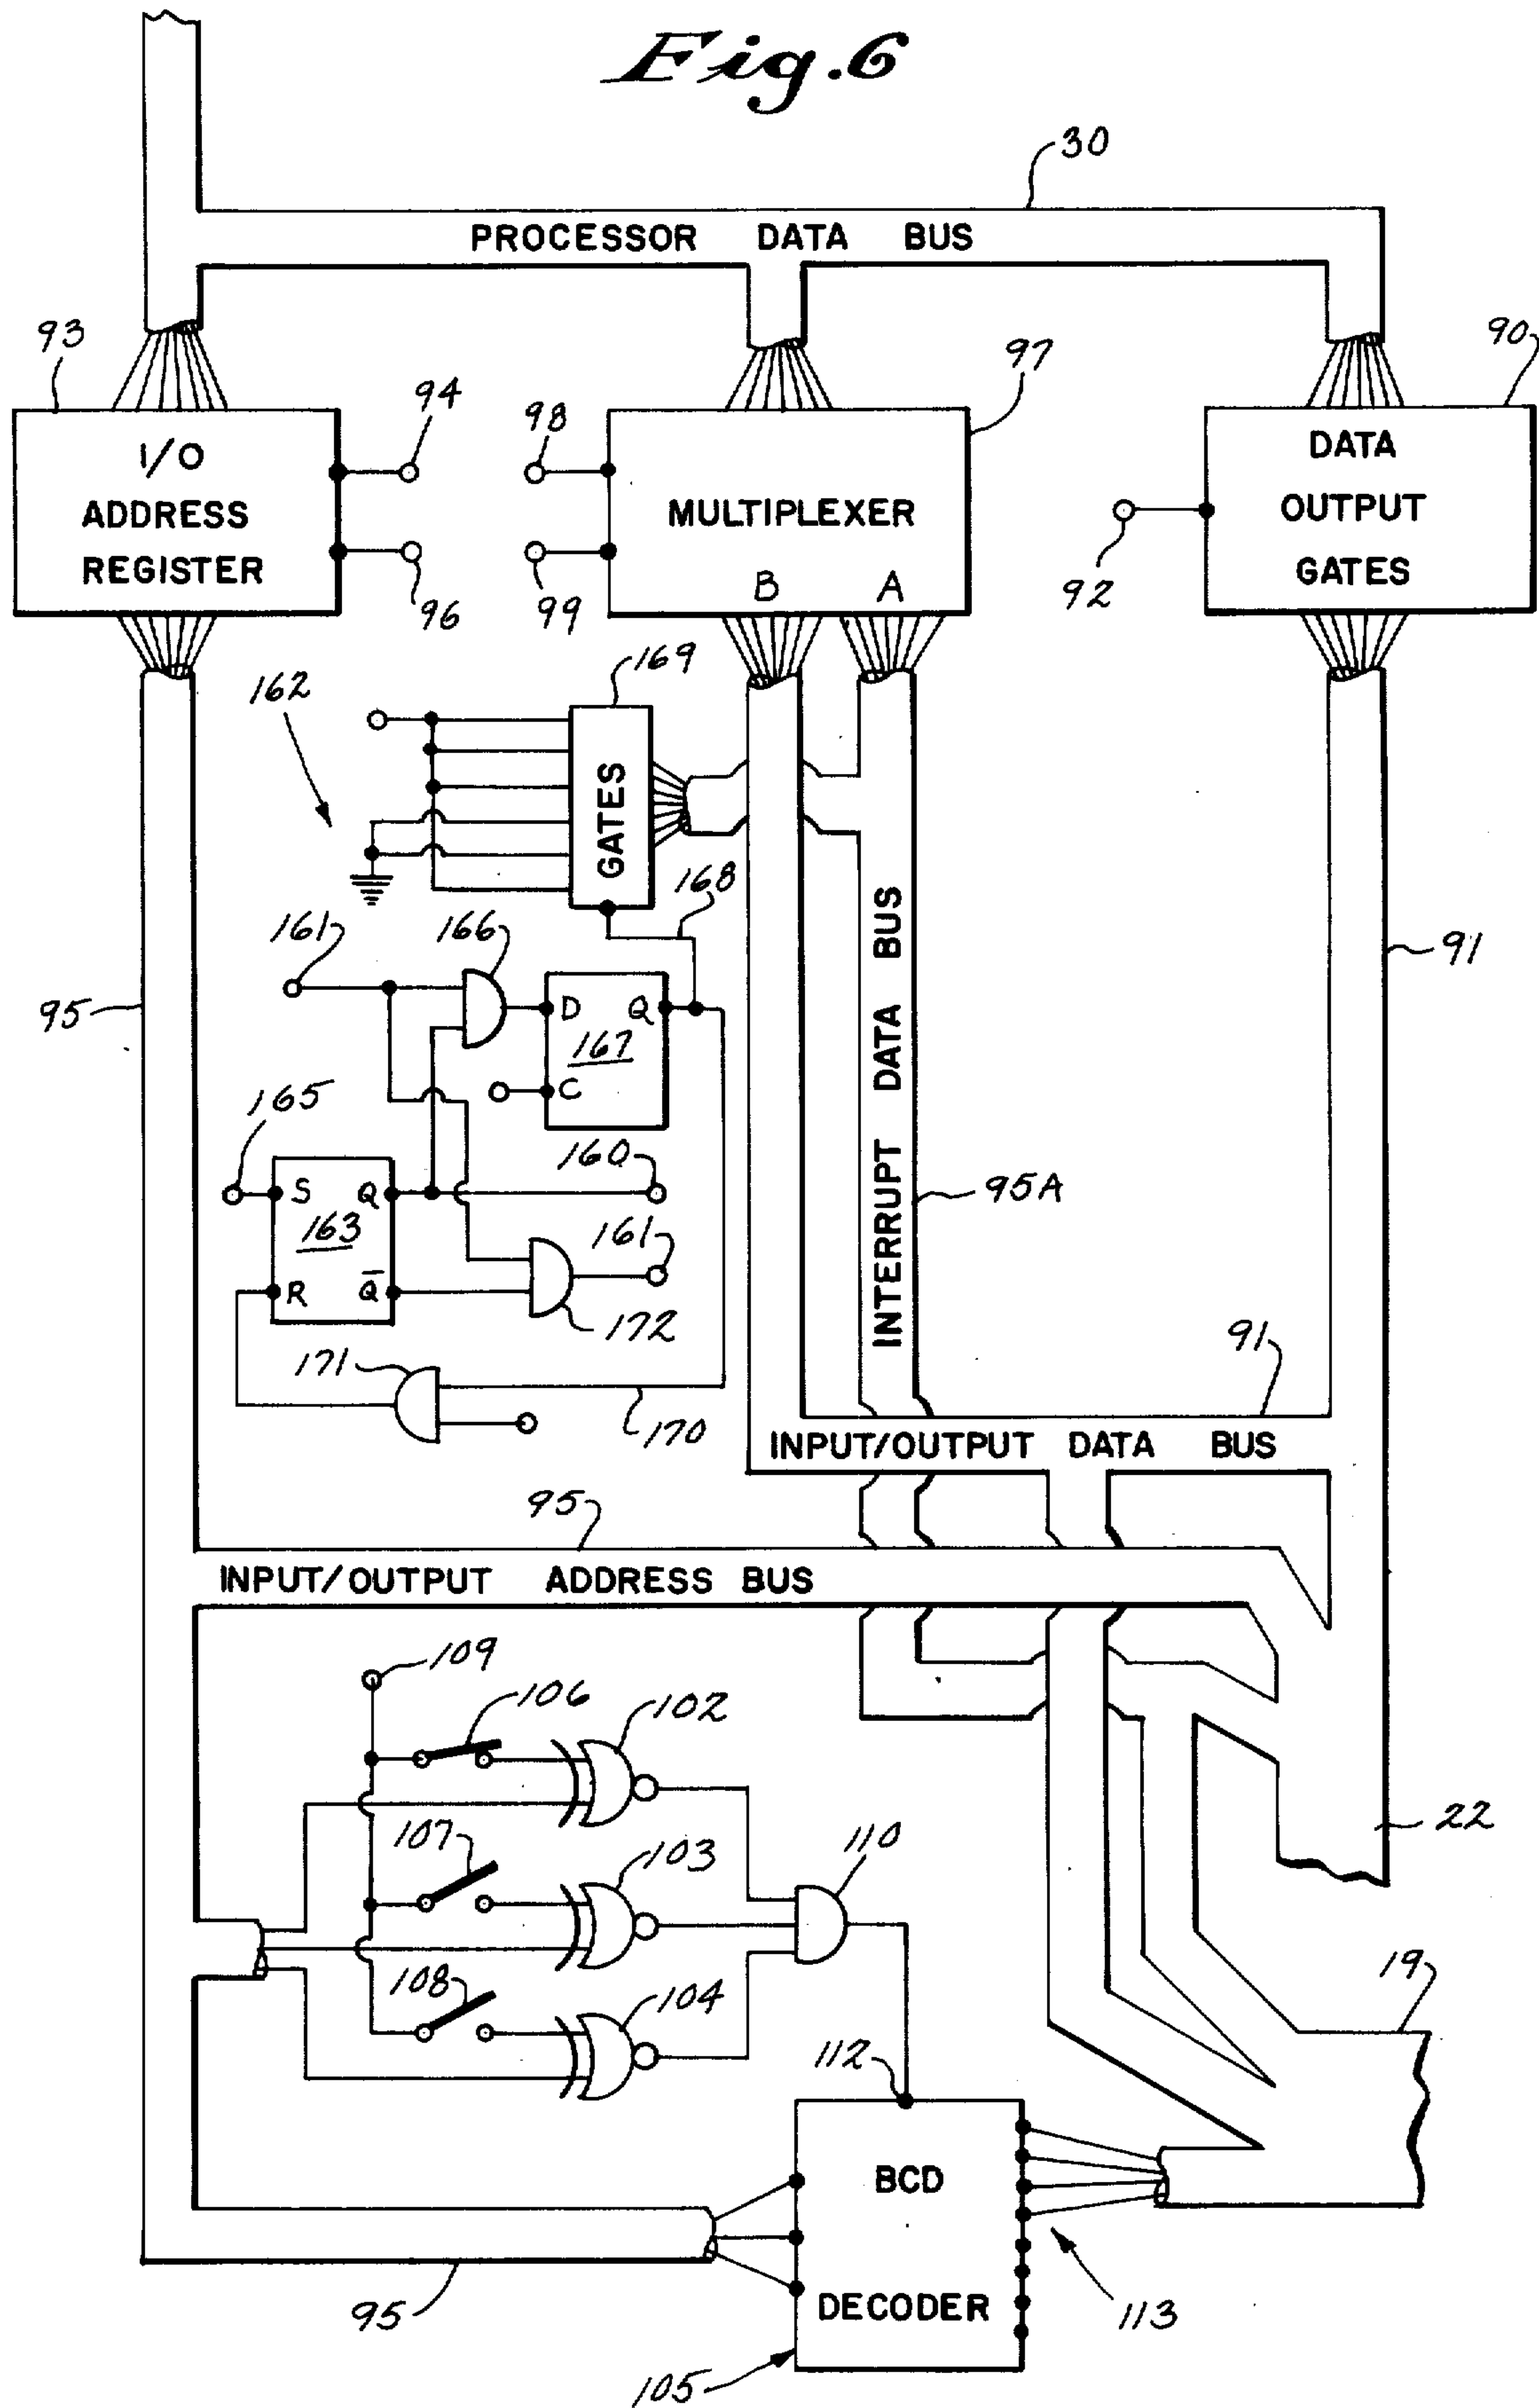 Fig.6
30
PROCESSOR DATA BUS
93
94
98
97
90
I/O
ADDRESS
REGISTER
96
99
MULTIPLEXER
B A
92
DATA
OUTPUT
GATES
162
169
GATES
168
161
166
D Q
167
C
95
91
INTERRUPT DATA BUS
165
160
S Q
163
R Q̅
161
95A
172
171
170
91
INPUT/OUTPUT DATA BUS
95
INPUT/OUTPUT ADDRESS BUS
109
106
102
107
103
110
22
108
104
19
112
BCD
DECODER
113
95
105